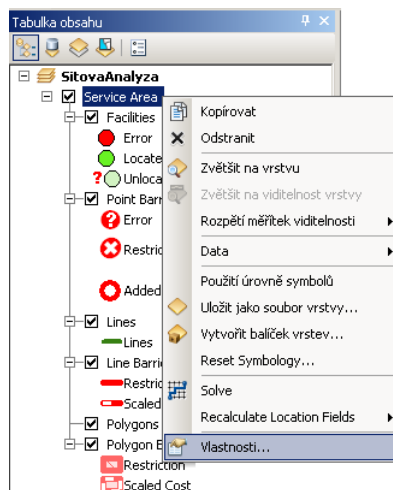 Tabulka obsahu
SitovaAnalyza
Service Area
Facilities
Error
Locate
? Unloca
Point Barr
? Error
Restric
Added
Lines
Lines
Line Barri
Restric
Scaled
Polygons
Polygon B
Restriction
Scaled Cost
Kopírovat
Odstranit
Zvětšit na vrstvu
Zvětšit na viditelnost vrstvy
Rozpětí měřítek viditelnosti
Data
Použití úrovně symbolů
Uložit jako soubor vrstvy...
Vytvořit balíček vrstev...
Reset Symbology...
Solve
Recalculate Location Fields
Vlastnosti...